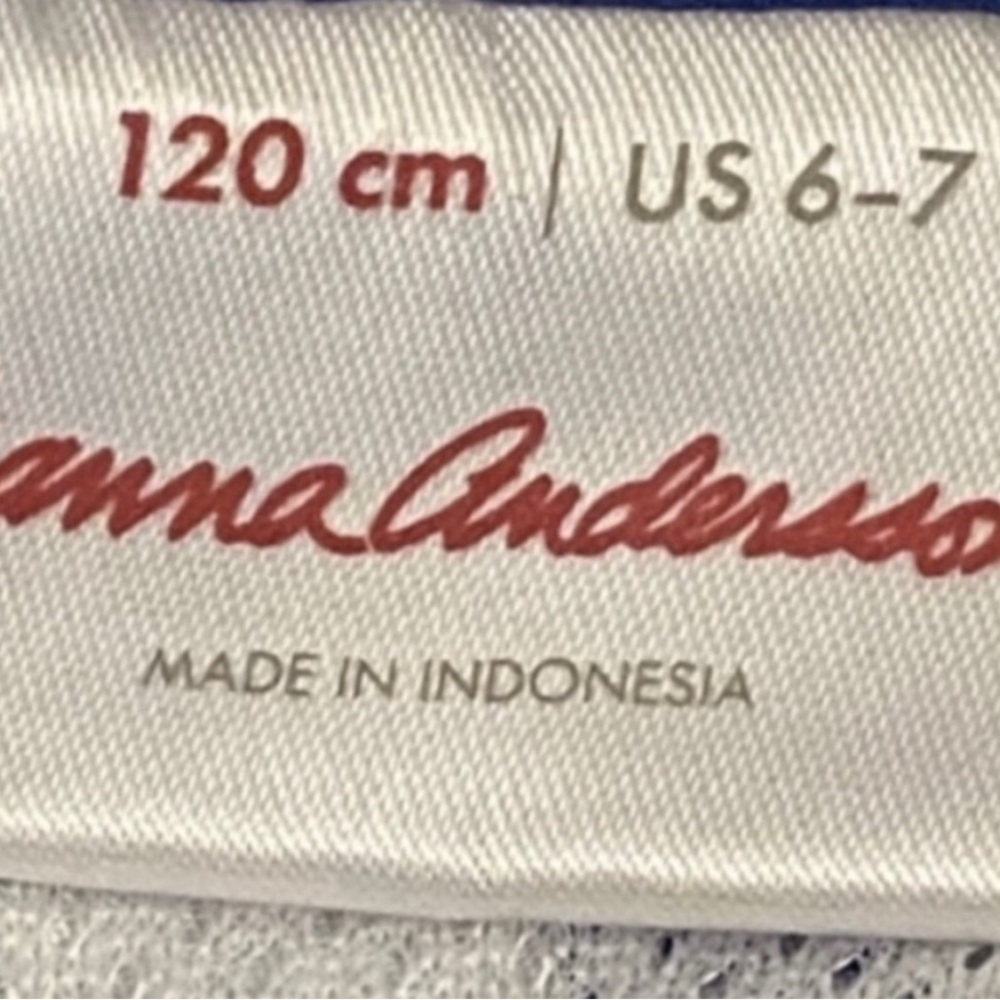 120 cm | US 6-7
anna Andersso
MADE IN INDONESIA